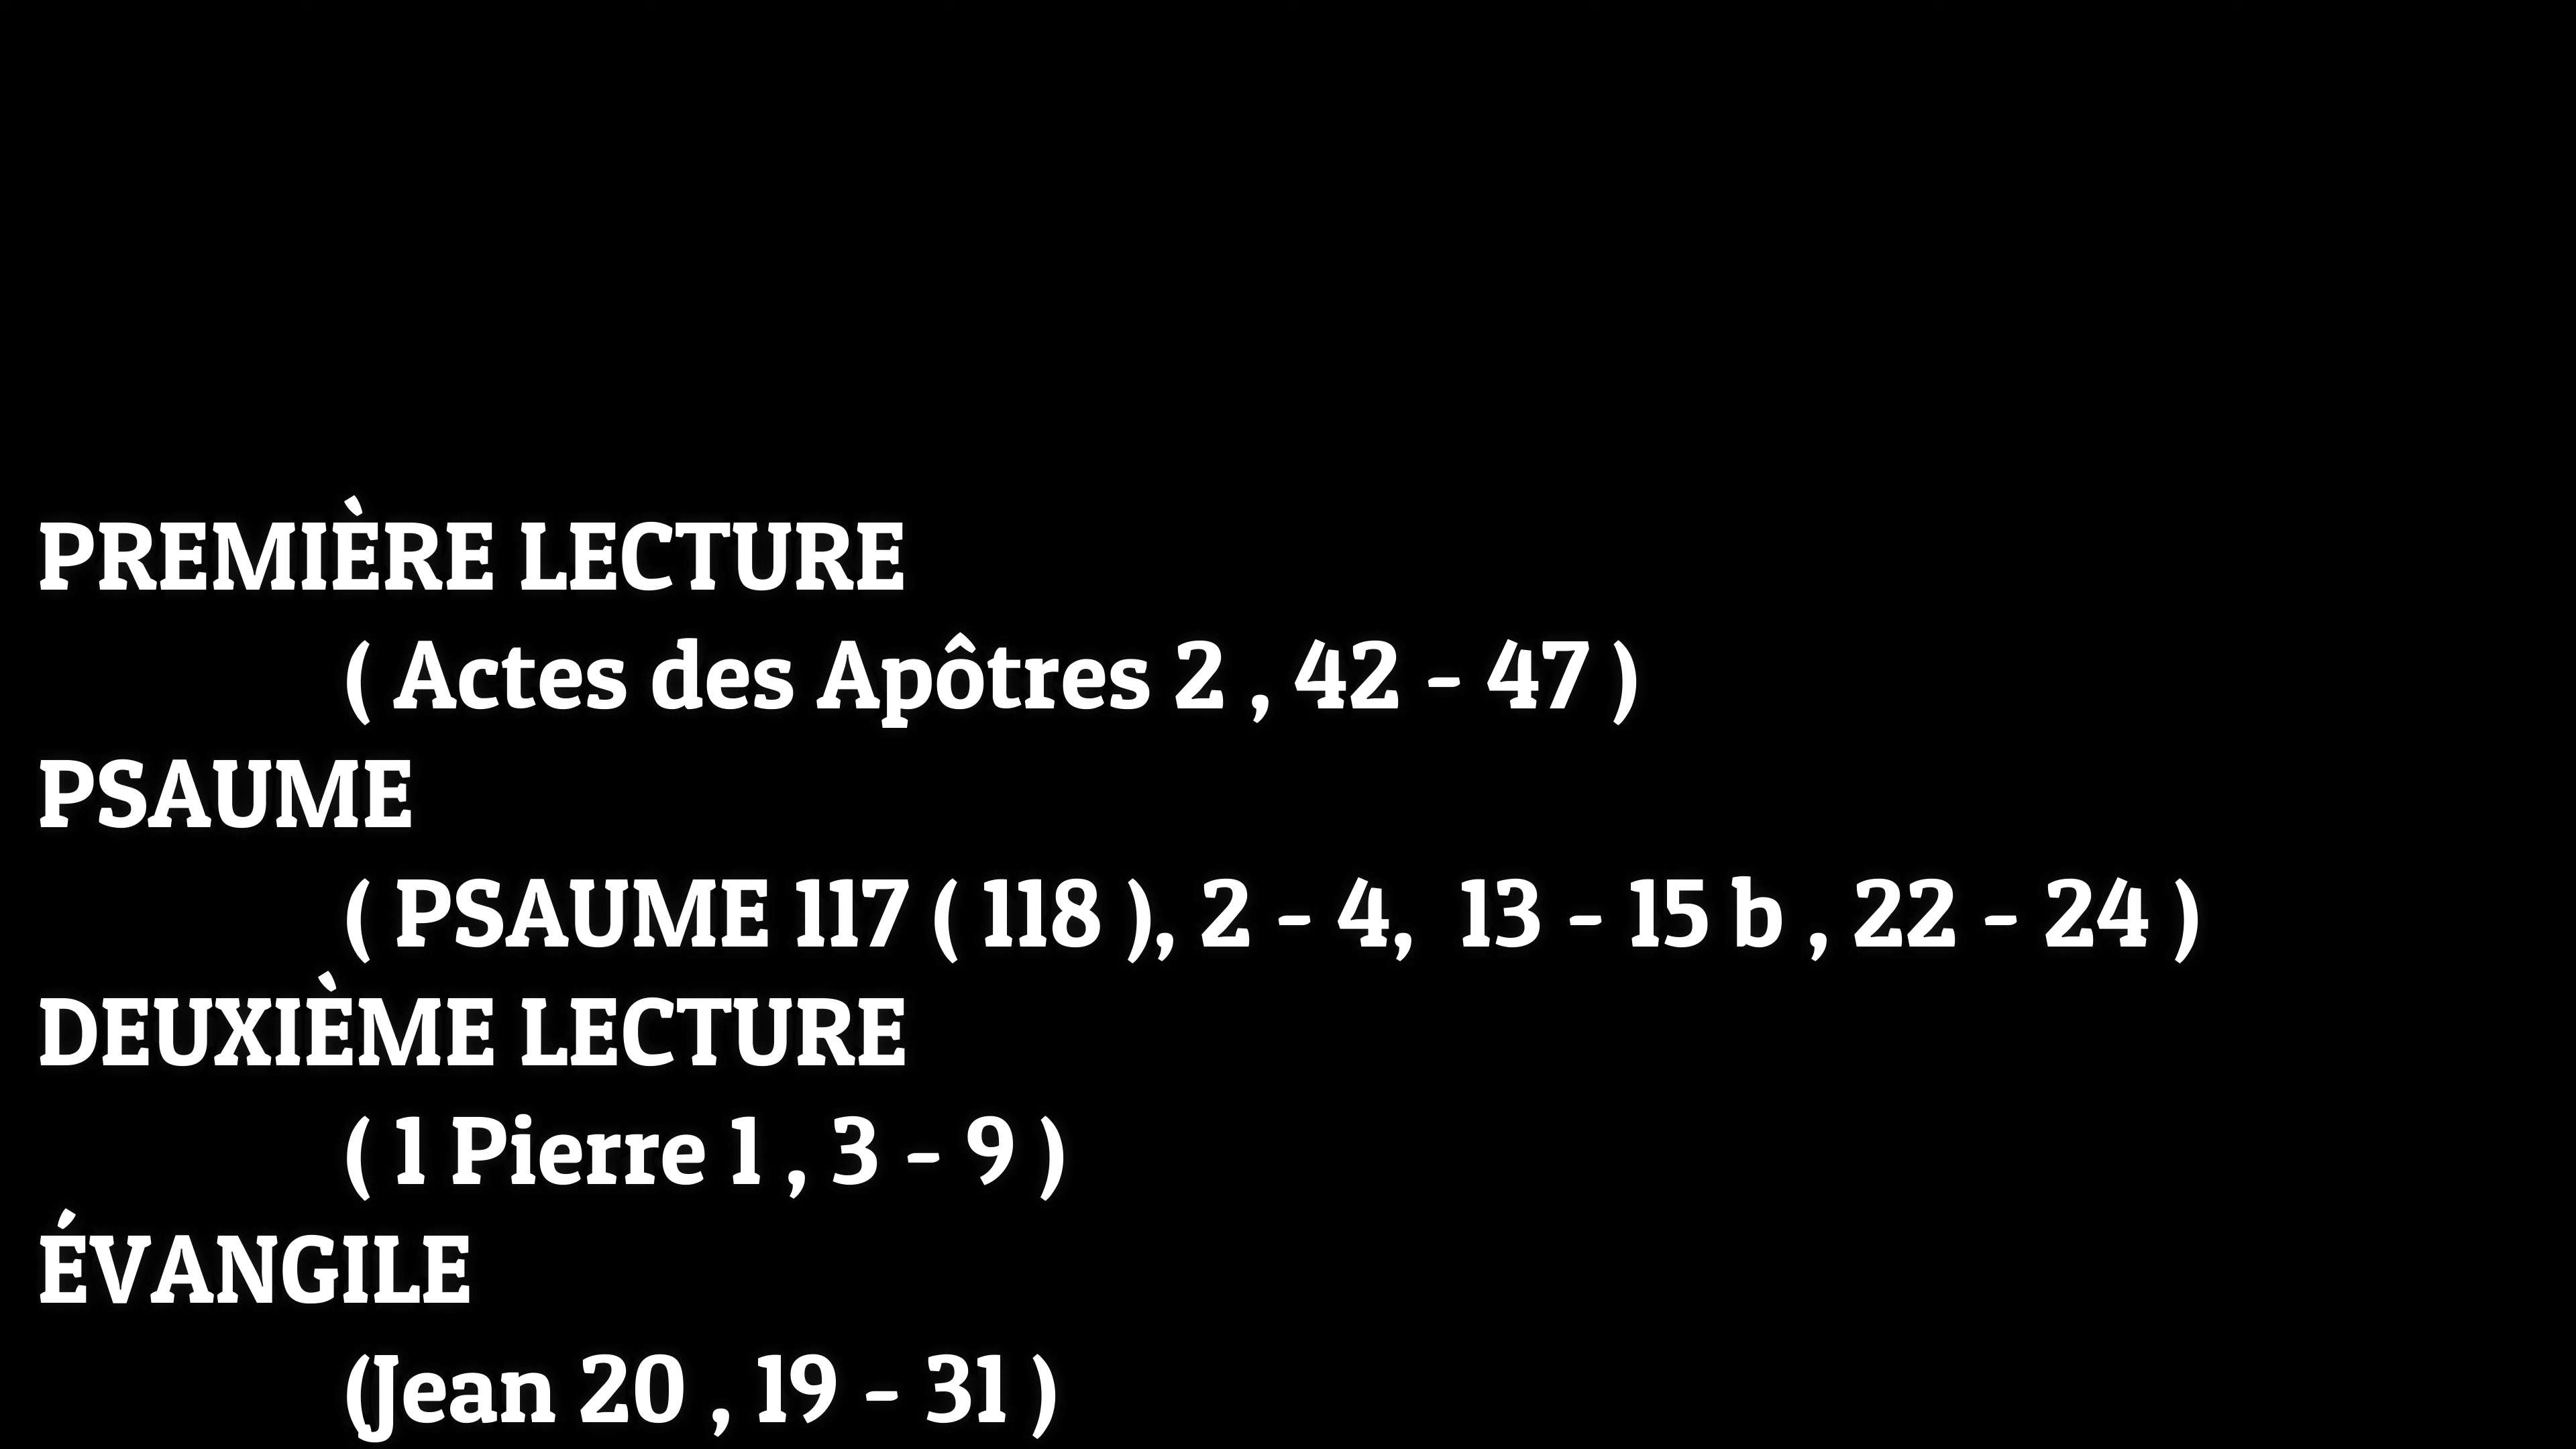 PREMIÈRE LECTURE
( Actes des Apôtres 2 , 42 - 47 )
PSAUME
( PSAUME 117 ( 118 ), 2 - 4,  13 - 15 b , 22 - 24 )
DEUXIÈME LECTURE
( 1 Pierre 1 , 3 - 9 )
ÉVANGILE
(Jean 20 , 19 - 31 )